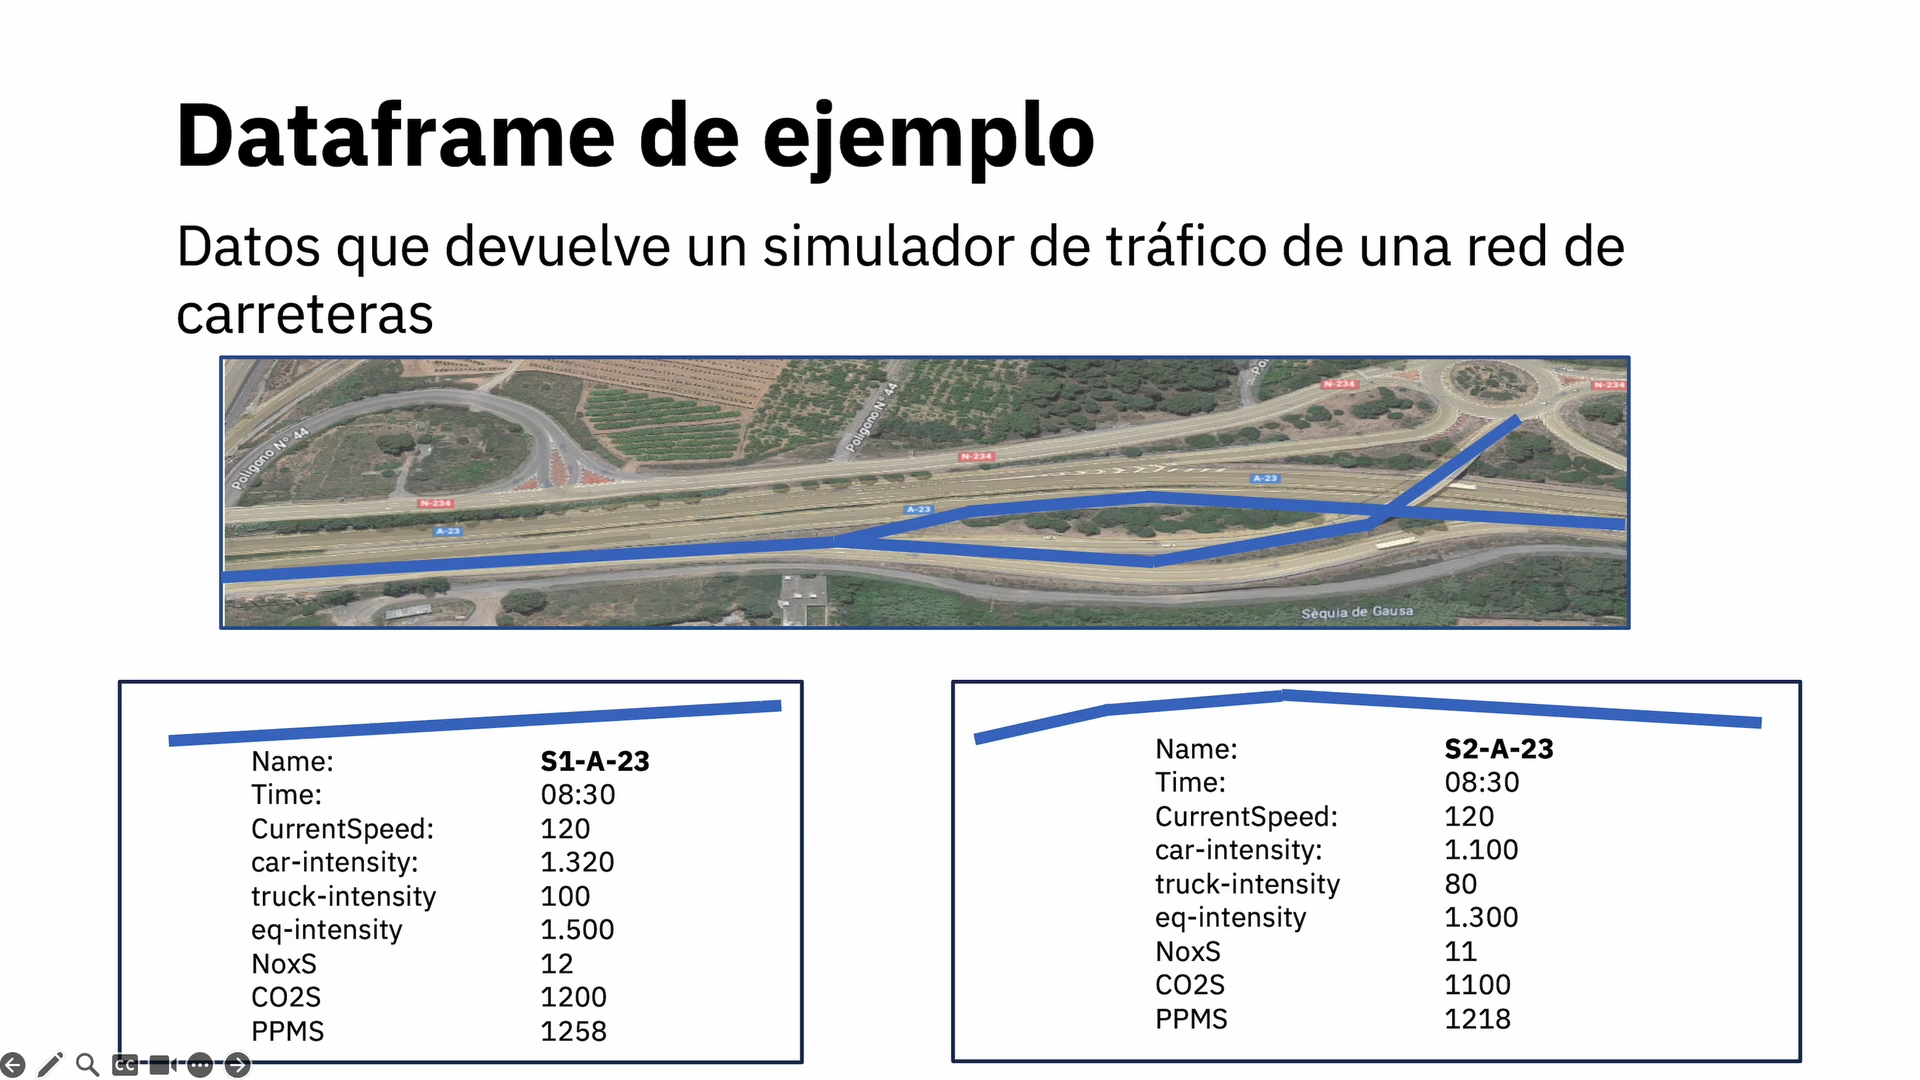 Dataframe de ejemplo
Datos que devuelve un simulador de tráfico de una red de
carreteras
Polígono Nº 44
Polígono Nº 44
Po
N-234
N-234
N-234
N-234
A-23
A-23
A-23
Sèquia de Gausa
Name: S1-A-23
Time: 08:30
CurrentSpeed: 120
car-intensity: 1.320
truck-intensity 100
eq-intensity 1.500
NoxS 12
CO2S 1200
PPMS 1258
Name: S2-A-23
Time: 08:30
CurrentSpeed: 120
car-intensity: 1.100
truck-intensity 80
eq-intensity 1.300
NoxS 11
CO2S 1100
PPMS 1218
CC